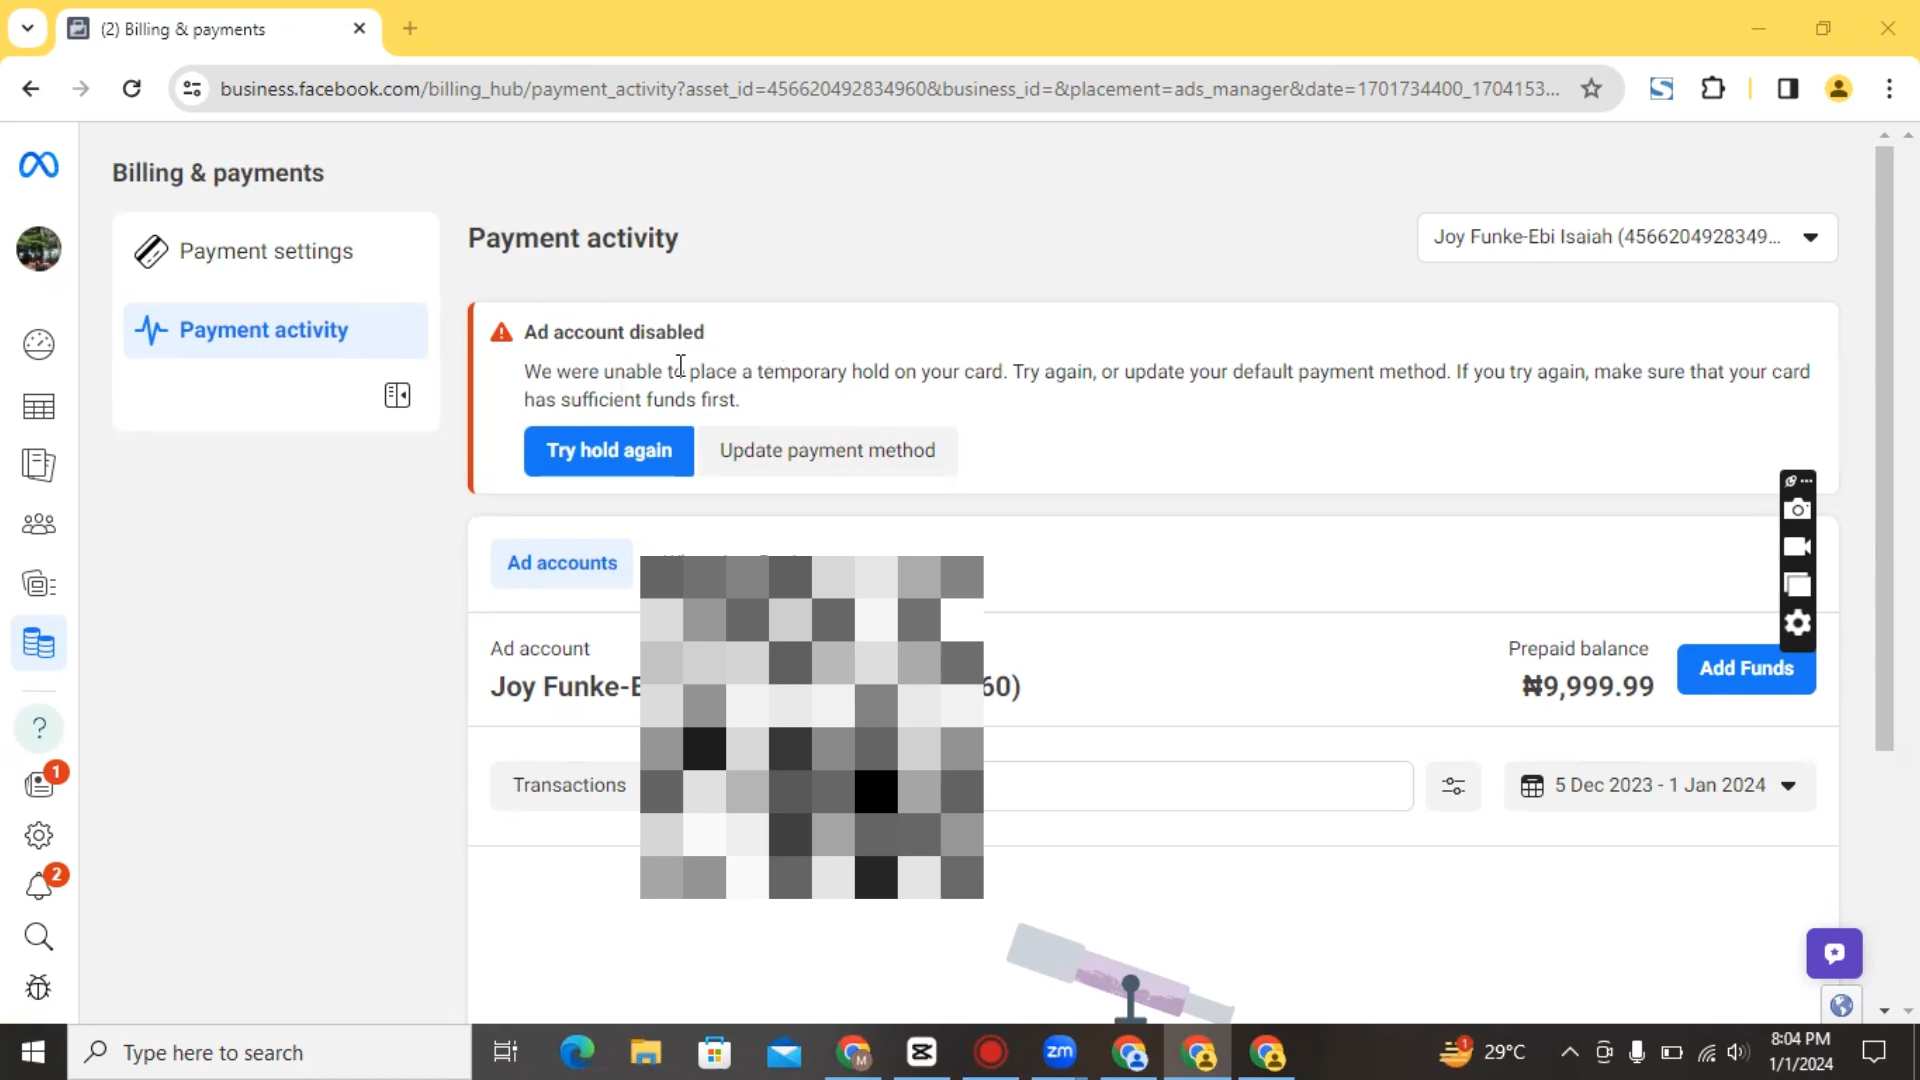 (2) Billing & payments
business.facebook.com/billing_hub/payment_activity?asset_id=456620492834960&business_id=&placement=ads_manager&date=1701734400_1704153...
Billing & payments
Payment settings
Payment activity
Payment activity
Joy Funke-Ebi Isaiah (4566204928349...
Ad account disabled
We were unable to place a temporary hold on your card. Try again, or update your default payment method. If you try again, make sure that your card
has sufficient funds first.
Try hold again
Update payment method
Ad accounts
Ad account
Joy Funke-E
60)
Prepaid balance
₦9,999.99
Add Funds
Transactions
5 Dec 2023 - 1 Jan 2024
?
1
2
Type here to search
M
zm
1
29°C
8:04 PM
1/1/2024